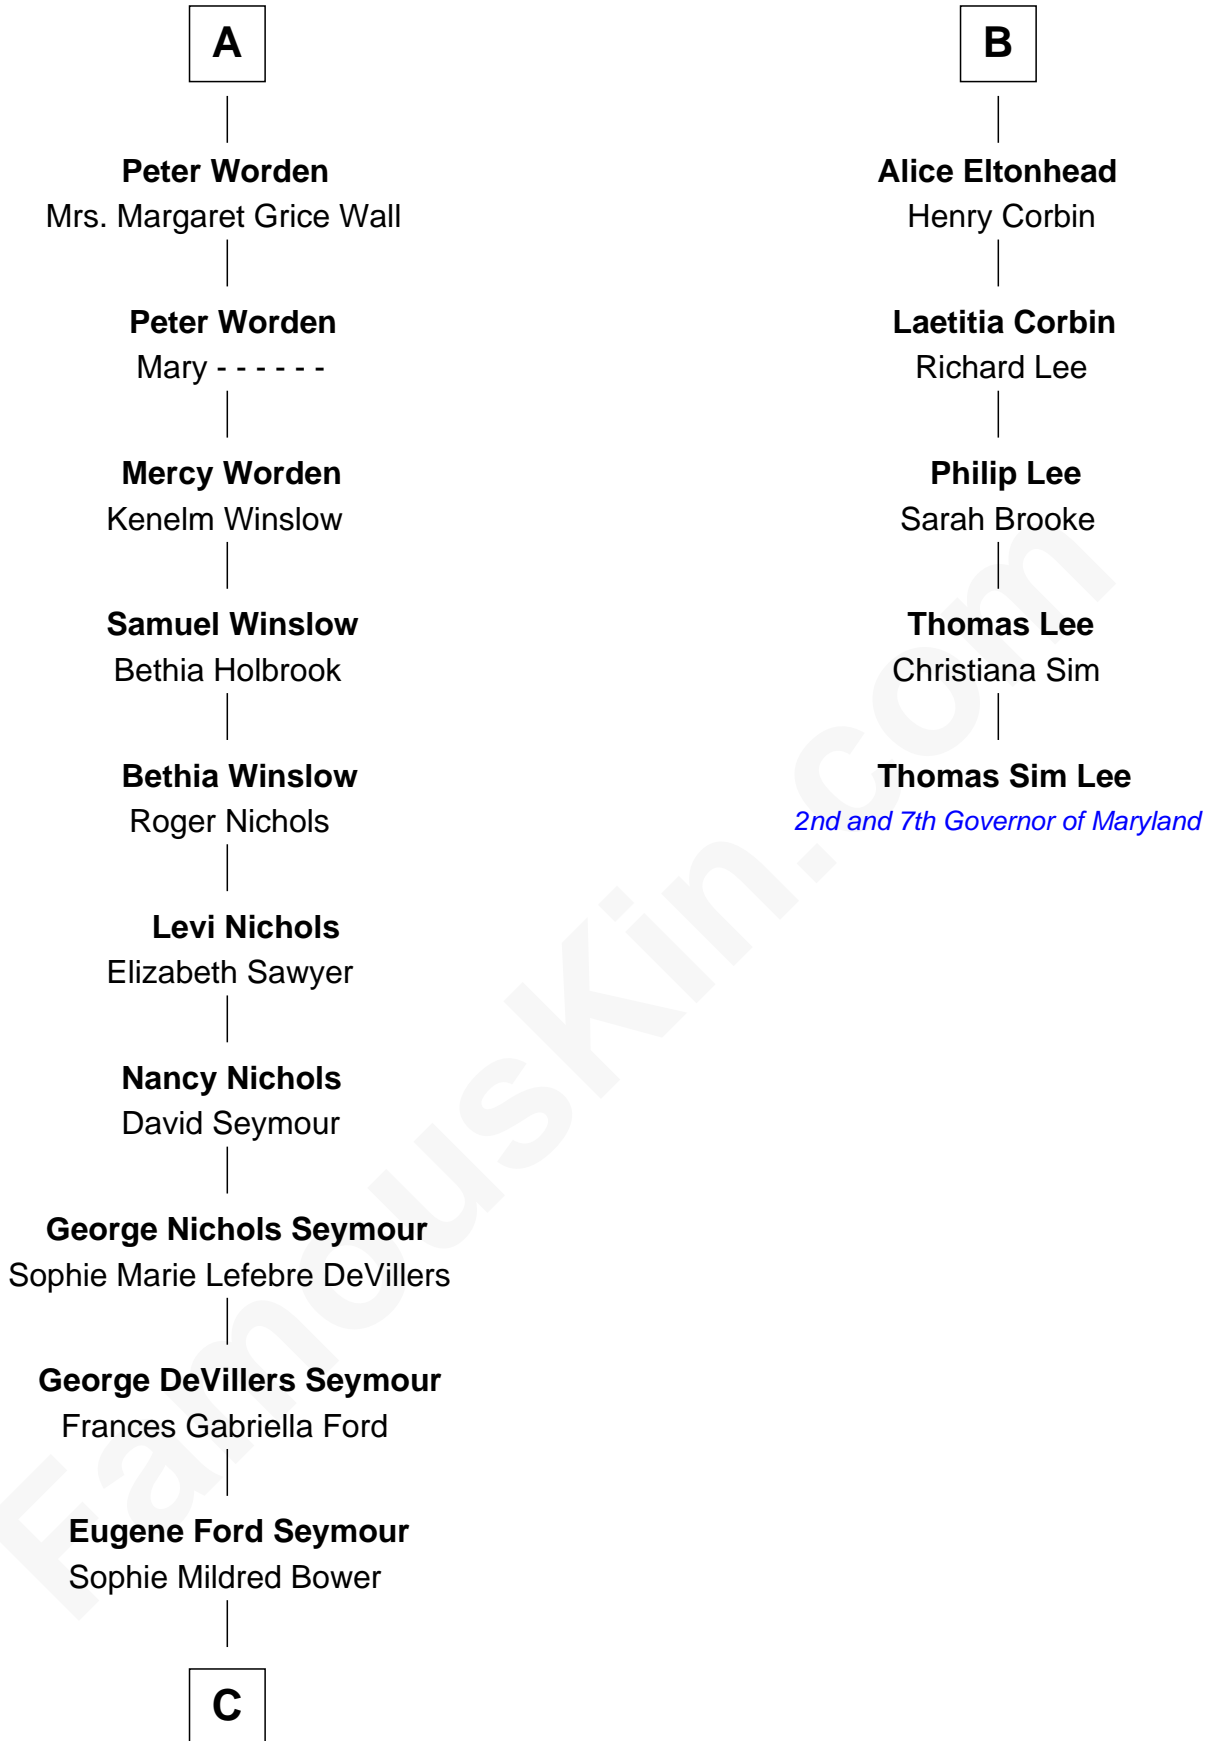 A
Peter Worden
Mrs. Margaret Grice Wall
Peter Worden
Mary - - - - - -
Mercy Worden
Kenelm Winslow
Samuel Winslow
Bethia Holbrook
Bethia Winslow
Roger Nichols
Levi Nichols
Elizabeth Sawyer
Nancy Nichols
David Seymour
George Nichols Seymour
Sophie Marie Lefebre DeVillers
George DeVillers Seymour
Frances Gabriella Ford
Eugene Ford Seymour
Sophie Mildred Bower
C
B
Alice Eltonhead
Henry Corbin
Laetitia Corbin
Richard Lee
Philip Lee
Sarah Brooke
Thomas Lee
Christiana Sim
Thomas Sim Lee
2nd and 7th Governor of Maryland
FamousKin.com